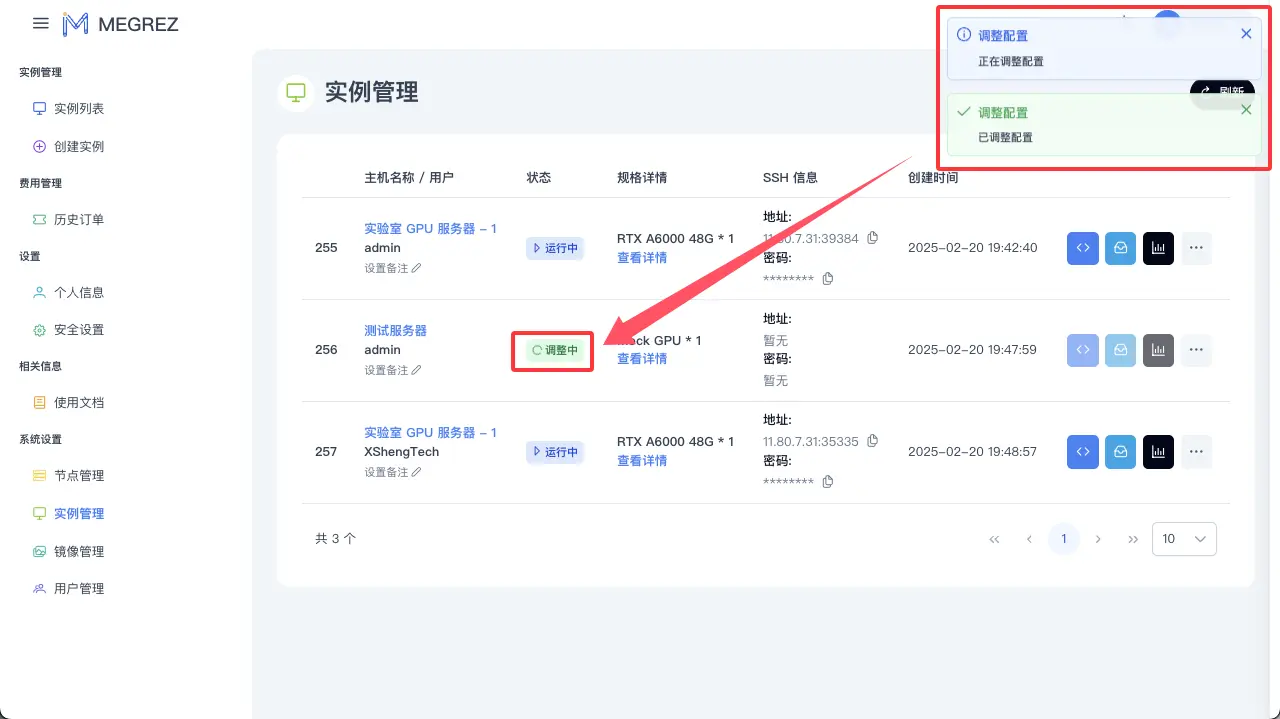 MEGREZ
实例管理
实例列表
创建实例
费用管理
历史订单
设置
个人信息
安全设置
相关信息
使用文档
系统设置
节点管理
实例管理
镜像管理
用户管理
实例管理
调整配置
正在调整配置
刷新
调整配置
已调整配置
主机名称 / 用户 状态 规格详情 SSH 信息 创建时间
255
实验室 GPU 服务器 - 1
admin
设置备注
运行中
RTX A6000 48G * 1
查看详情
地址:
7.31:39384
密码:
********
2025-02-20 19:42:40
256
测试服务器
admin
设置备注
调整中
GPU * 1
查看详情
地址:
暂无
密码:
暂无
2025-02-20 19:47:59
257
实验室 GPU 服务器 - 1
XShengTech
设置备注
运行中
RTX A6000 48G * 1
查看详情
地址:
11.80.7.31:35335
密码:
********
2025-02-20 19:48:57
共 3 个
1
10